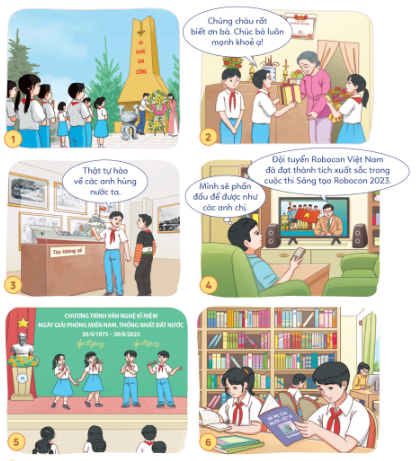 TỔ
QUỐC
GHI
CÔNG
1
Chúng cháu rất
biết ơn bà. Chúc bà luôn
mạnh khoẻ ạ!
2
Thật tự hào
về các anh hùng
nước ta.
Tàu không số
3
Đội tuyển Robocon Việt Nam
đã đạt thành tích xuất sắc trong
cuộc thi Sáng tạo Robocon 2023.
Mình sẽ phấn
đấu để được như
các anh chị.
4
CHƯƠNG TRÌNH VĂN NGHỆ KỈ NIỆM
NGÀY GIẢI PHÓNG MIỀN NAM, THỐNG NHẤT ĐẤT NƯỚC
30/4/1975 - 30/4/2023
5
6